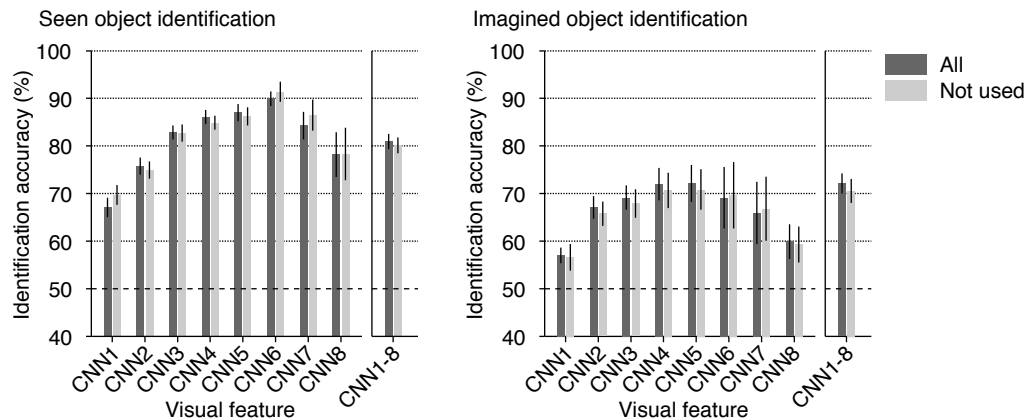 Seen object identification
Identification accuracy (%)
100
90
80
70
60
50
40
CNN1
CNN2
CNN3
CNN4
CNN5
CNN6
CNN7
CNN8
CNN1-8
Visual feature
Imagined object identification
Identification accuracy (%)
100
90
80
70
60
50
40
CNN1
CNN2
CNN3
CNN4
CNN5
CNN6
CNN7
CNN8
CNN1-8
Visual feature
All
Not used